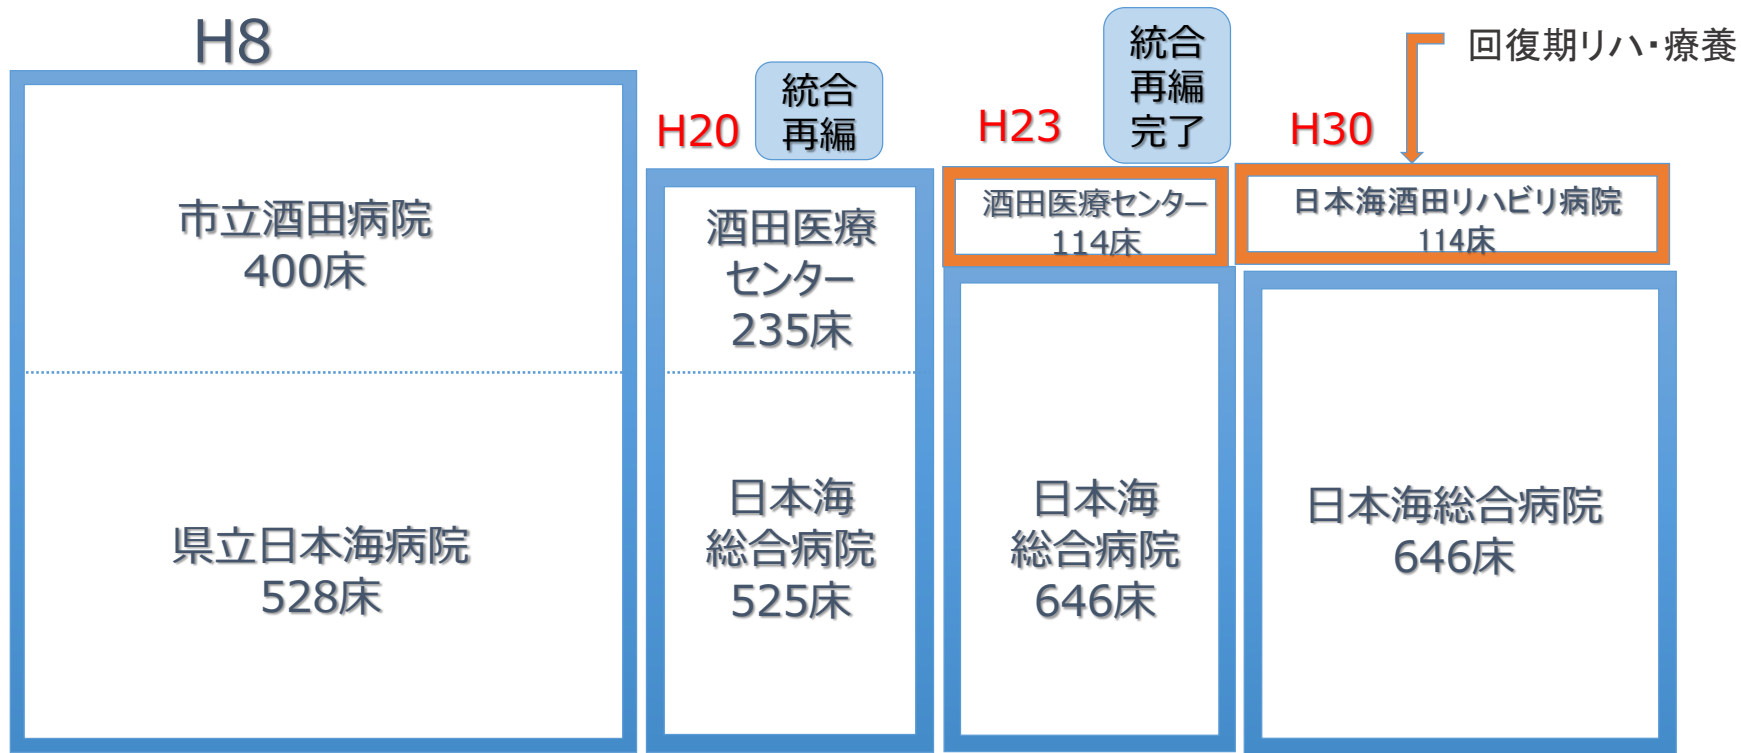 H8
市立酒田病院
400床
県立日本海病院
528床
H20
統合
再編
酒田医療
センター
235床
日本海
総合病院
525床
H23
統合
再編
完了
酒田医療センター
114床
日本海
総合病院
646床
H30
回復期リハ・療養
日本海酒田リハビリ病院
114床
日本海総合病院
646床